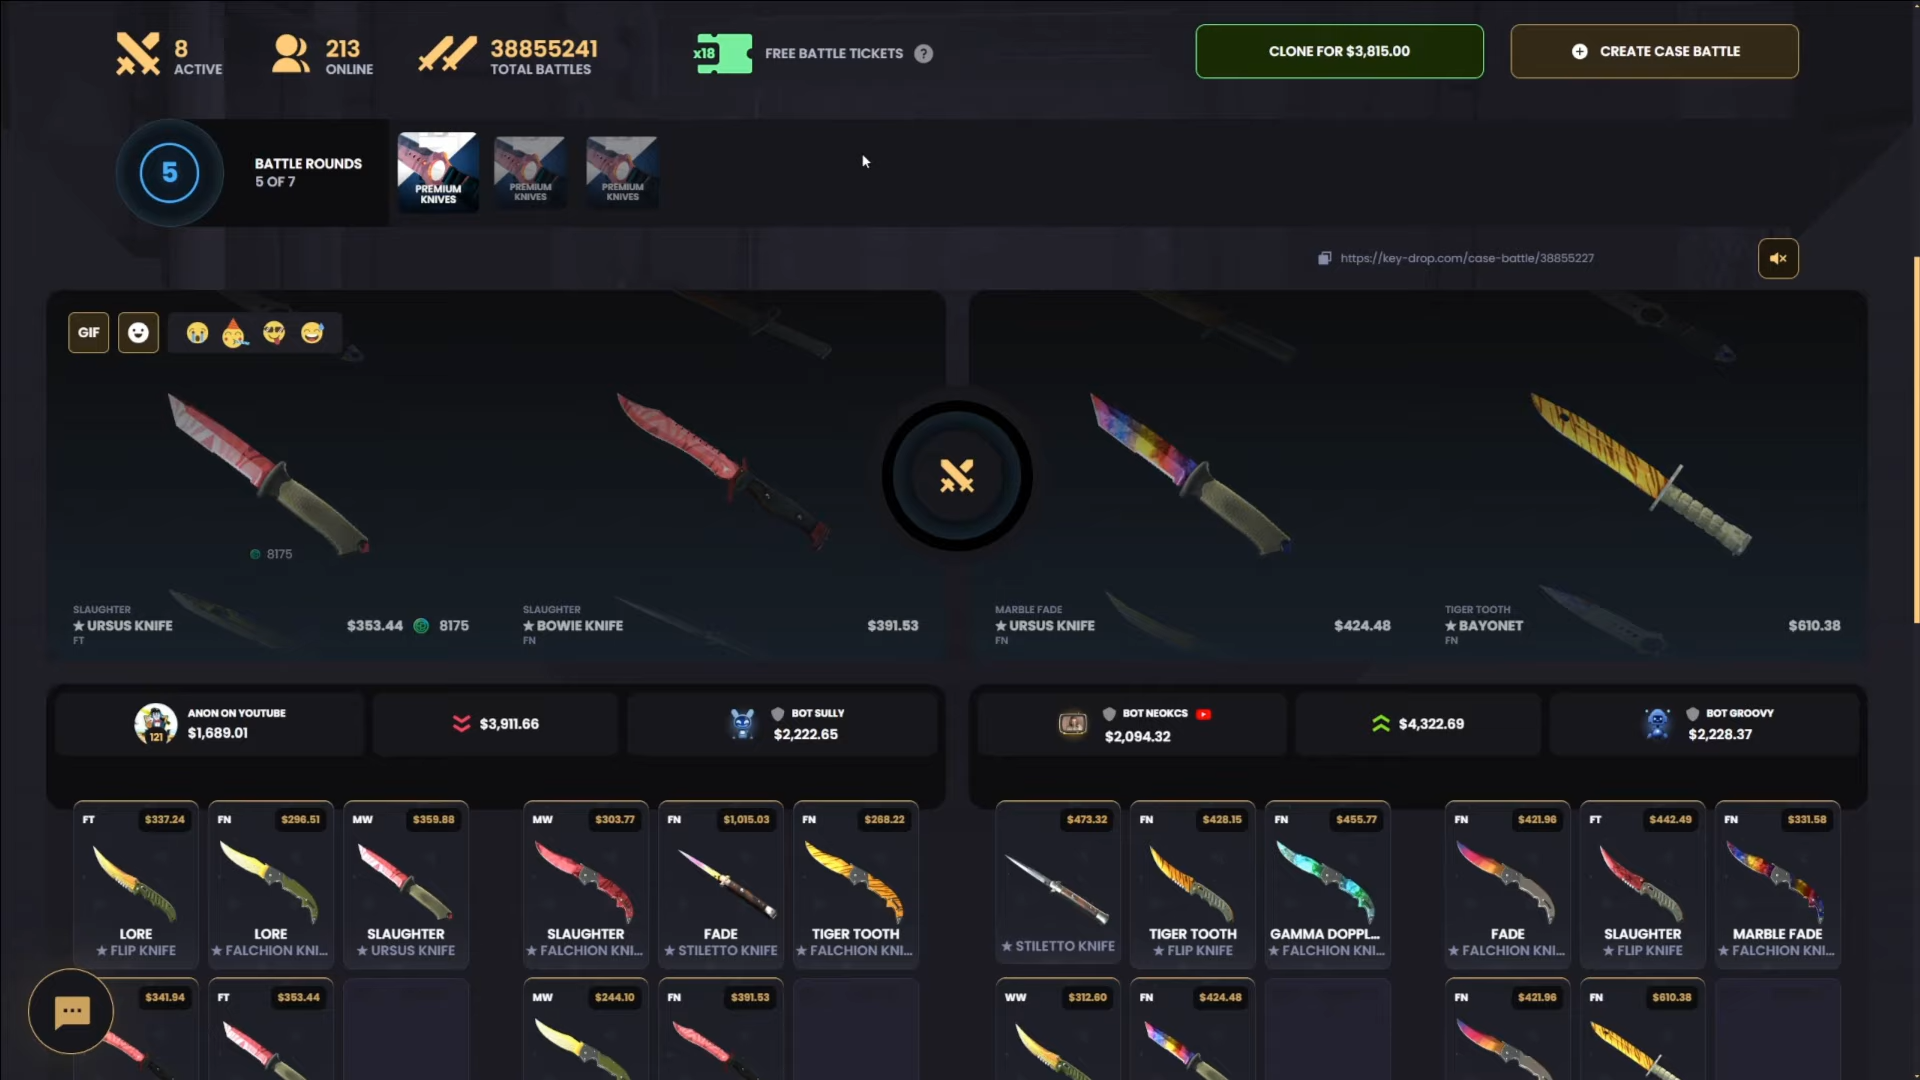 8
ACTIVE
213
ONLINE
38855241
TOTAL BATTLES
x18
FREE BATTLE TICKETS
?
CLONE FOR $3,815.00
CREATE CASE BATTLE
5
BATTLE ROUNDS
5 OF 7
PREMIUM
KNIVES
PREMIUM
KNIVES
PREMIUM
KNIVES
https://key-drop.com/case-battle/38855227
GIF
8175
SLAUGHTER
★ URSUS KNIFE
FT
$353.44
8175
SLAUGHTER
★ BOWIE KNIFE
FN
$391.53
MARBLE FADE
★ URSUS KNIFE
FN
$424.48
TIGER TOOTH
★ BAYONET
FN
$610.38
121
ANON ON YOUTUBE
$1,689.01
$3,911.66
BOT SULLY
$2,222.65
BOT NEOKCS
$2,094.32
$4,322.69
BOT GROOVY
$2,228.37
FT $337.24
LORE
★ FLIP KNIFE
FN $296.51
LORE
★ FALCHION KNI...
MW $359.88
SLAUGHTER
★ URSUS KNIFE
MW $303.77
SLAUGHTER
★ FALCHION KNI...
FN $1,015.03
FADE
★ STILETTO KNIFE
FN $268.22
TIGER TOOTH
★ FALCHION KNI...
$473.32
★ STILETTO KNIFE
FN $428.15
TIGER TOOTH
★ FLIP KNIFE
FN $455.77
GAMMA DOPPL...
★ FALCHION KNI...
FN $421.96
FADE
★ FALCHION KNI...
FT $442.49
SLAUGHTER
★ FLIP KNIFE
FN $331.58
MARBLE FADE
★ FALCHION KNI...
$341.94
FT $353.44
MW $244.10
FN $391.53
WW $312.60
FN $424.48
FN $421.96
FN $610.38